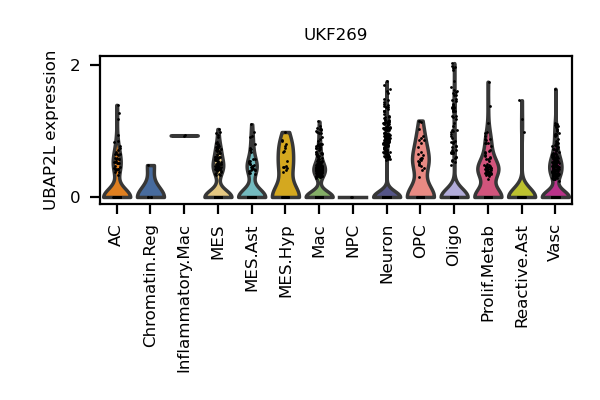 UKF269
UBAP2L expression
2
0
AC
Chromatin.Reg
Inflammatory.Mac
MES
MES.Ast
MES.Hyp
Mac
NPC
Neuron
OPC
Oligo
Prolif.Metab
Reactive.Ast
Vasc